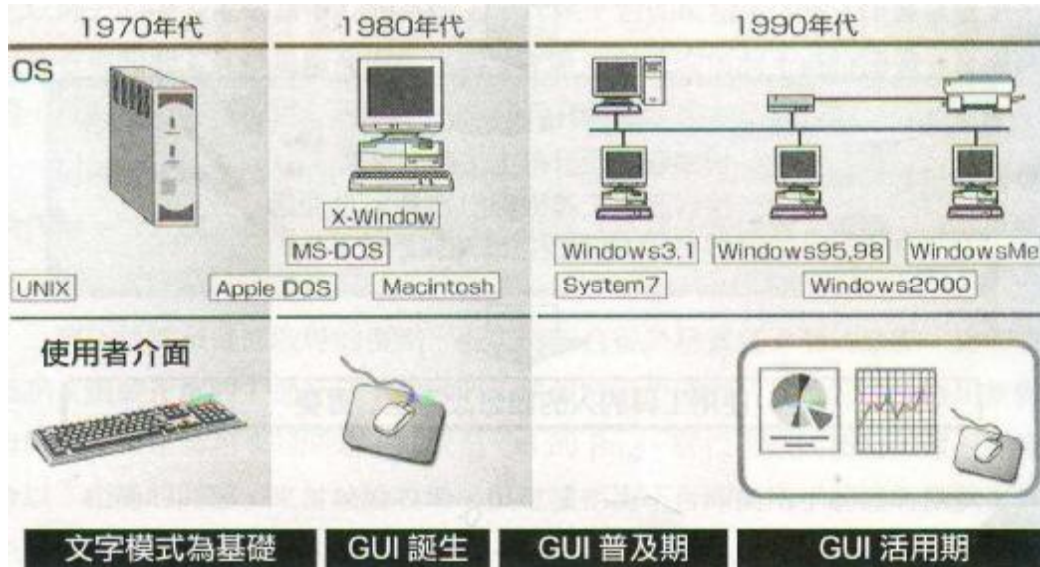 1970年代
1980年代
1990年代
OS
X-Window
MS-DOS
Windows3.1
Windows95,98
WindowsMe
UNIX
Apple DOS
Macintosh
System7
Windows2000
使用者介面
文字模式為基礎
GUI 誕生
GUI 普及期
GUI 活用期